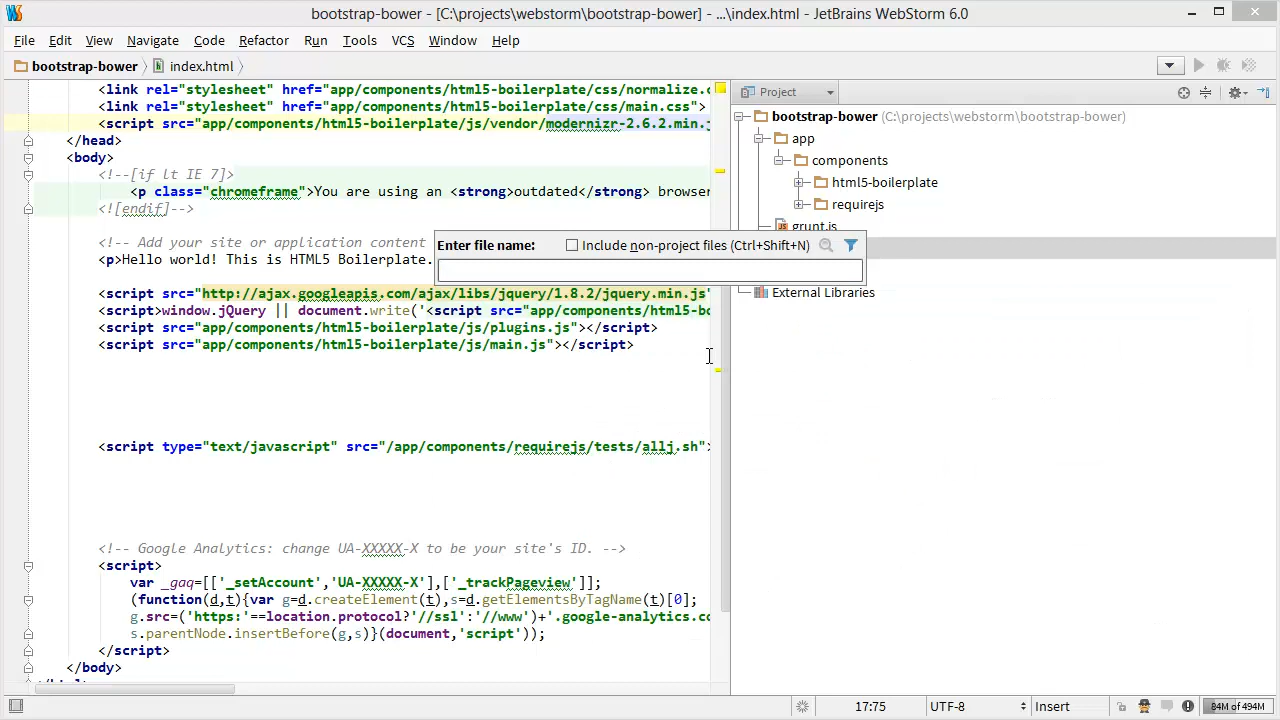 bootstrap-bower - [C:\projects\webstorm\bootstrap-bower] - ...\index.html - JetBrains WebStorm 6.0
File Edit View Navigate Code Refactor Run Tools VCS Window Help
bootstrap-bower index.html
<link rel="stylesheet" href="app/components/html5-boilerplate/css/normalize.c
<link rel="stylesheet" href="app/components/html5-boilerplate/css/main.css">
<script src="app/components/html5-boilerplate/js/vendor/modernizr-2.6.2.min.j
</head>
<body>
<!--[if lt IE 7]>
<p class="chromeframe">You are using an <strong>outdated</strong> browser
<![endif]-->
<!-- Add your site or application content
<p>Hello world! This is HTML5 Boilerplate.
<script src="http://ajax.googleapis.com/ajax/libs/jquery/1.8.2/jquery.min.js"
<script>window.jQuery || document.write('<script src="app/components/html5-bo
<script src="app/components/html5-boilerplate/js/plugins.js"></script>
<script src="app/components/html5-boilerplate/js/main.js"></script>
<script type="text/javascript" src="/app/components/requirejs/tests/allj.sh">
<!-- Google Analytics: change UA-XXXXX-X to be your site's ID. -->
<script>
var _gaq=[['_setAccount','UA-XXXXX-X'],['_trackPageview']];
(function(d,t){var g=d.createElement(t),s=d.getElementsByTagName(t)[0];
g.src=('https:'==location.protocol?'//ssl':'//www')+'.google-analytics.co
s.parentNode.insertBefore(g,s)}(document,'script'));
</script>
</body>
Enter file name: Include non-project files (Ctrl+Shift+N)
Project
bootstrap-bower (C:\projects\webstorm\bootstrap-bower)
app
components
html5-boilerplate
requirejs
grunt.js
External Libraries
17:75 UTF-8 Insert 84M of 494M